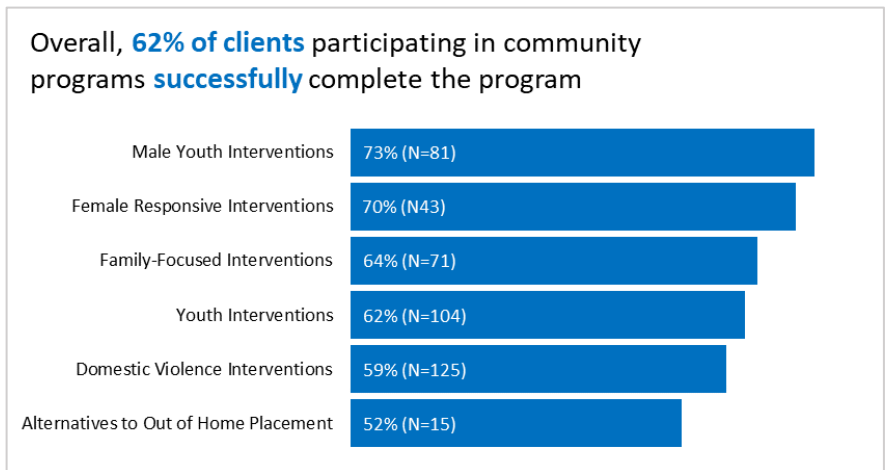 Overall, 62% of clients participating in community
programs successfully complete the program
Male Youth Interventions
73% (N=81)
Female Responsive Interventions
70% (N43)
Family-Focused Interventions
64% (N=71)
Youth Interventions
62% (N=104)
Domestic Violence Interventions
59% (N=125)
Alternatives to Out of Home Placement
52% (N=15)